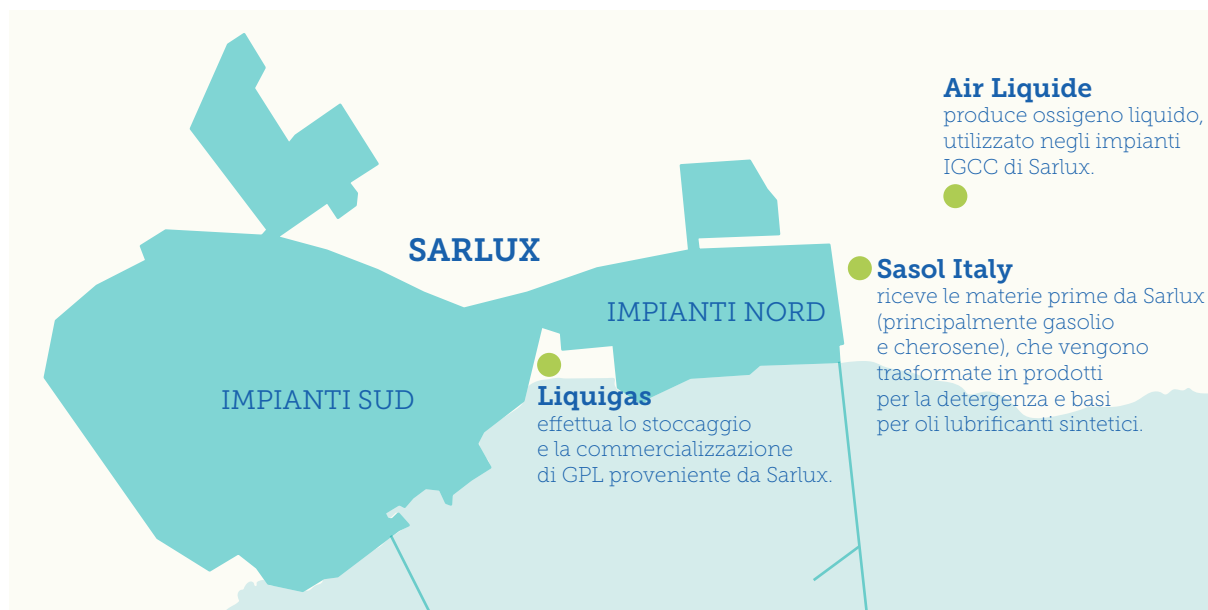 Air Liquide
produce ossigeno liquido,
utilizzato negli impianti
IGCC di Sarlux.
SARLUX
Sasol Italy
riceve le materie prime da Sarlux
(principalmente gasolio
e cherosene), che vengono
trasformate in prodotti
per la detergenza e basi
per oli lubrificanti sintetici.
IMPIANTI NORD
IMPIANTI SUD
Liquigas
effettua lo stoccaggio
e la commercializzazione
di GPL proveniente da Sarlux.